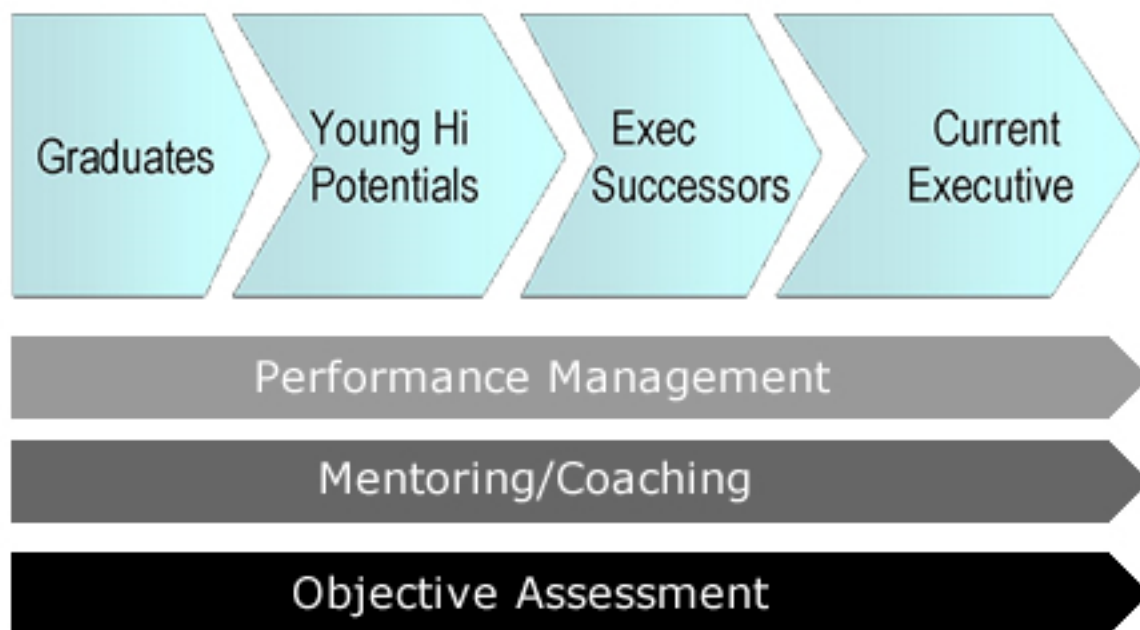 Graduates
Young Hi
Potentials
Exec
Successors
Current
Executive
Performance Management
Mentoring/Coaching
Objective Assessment